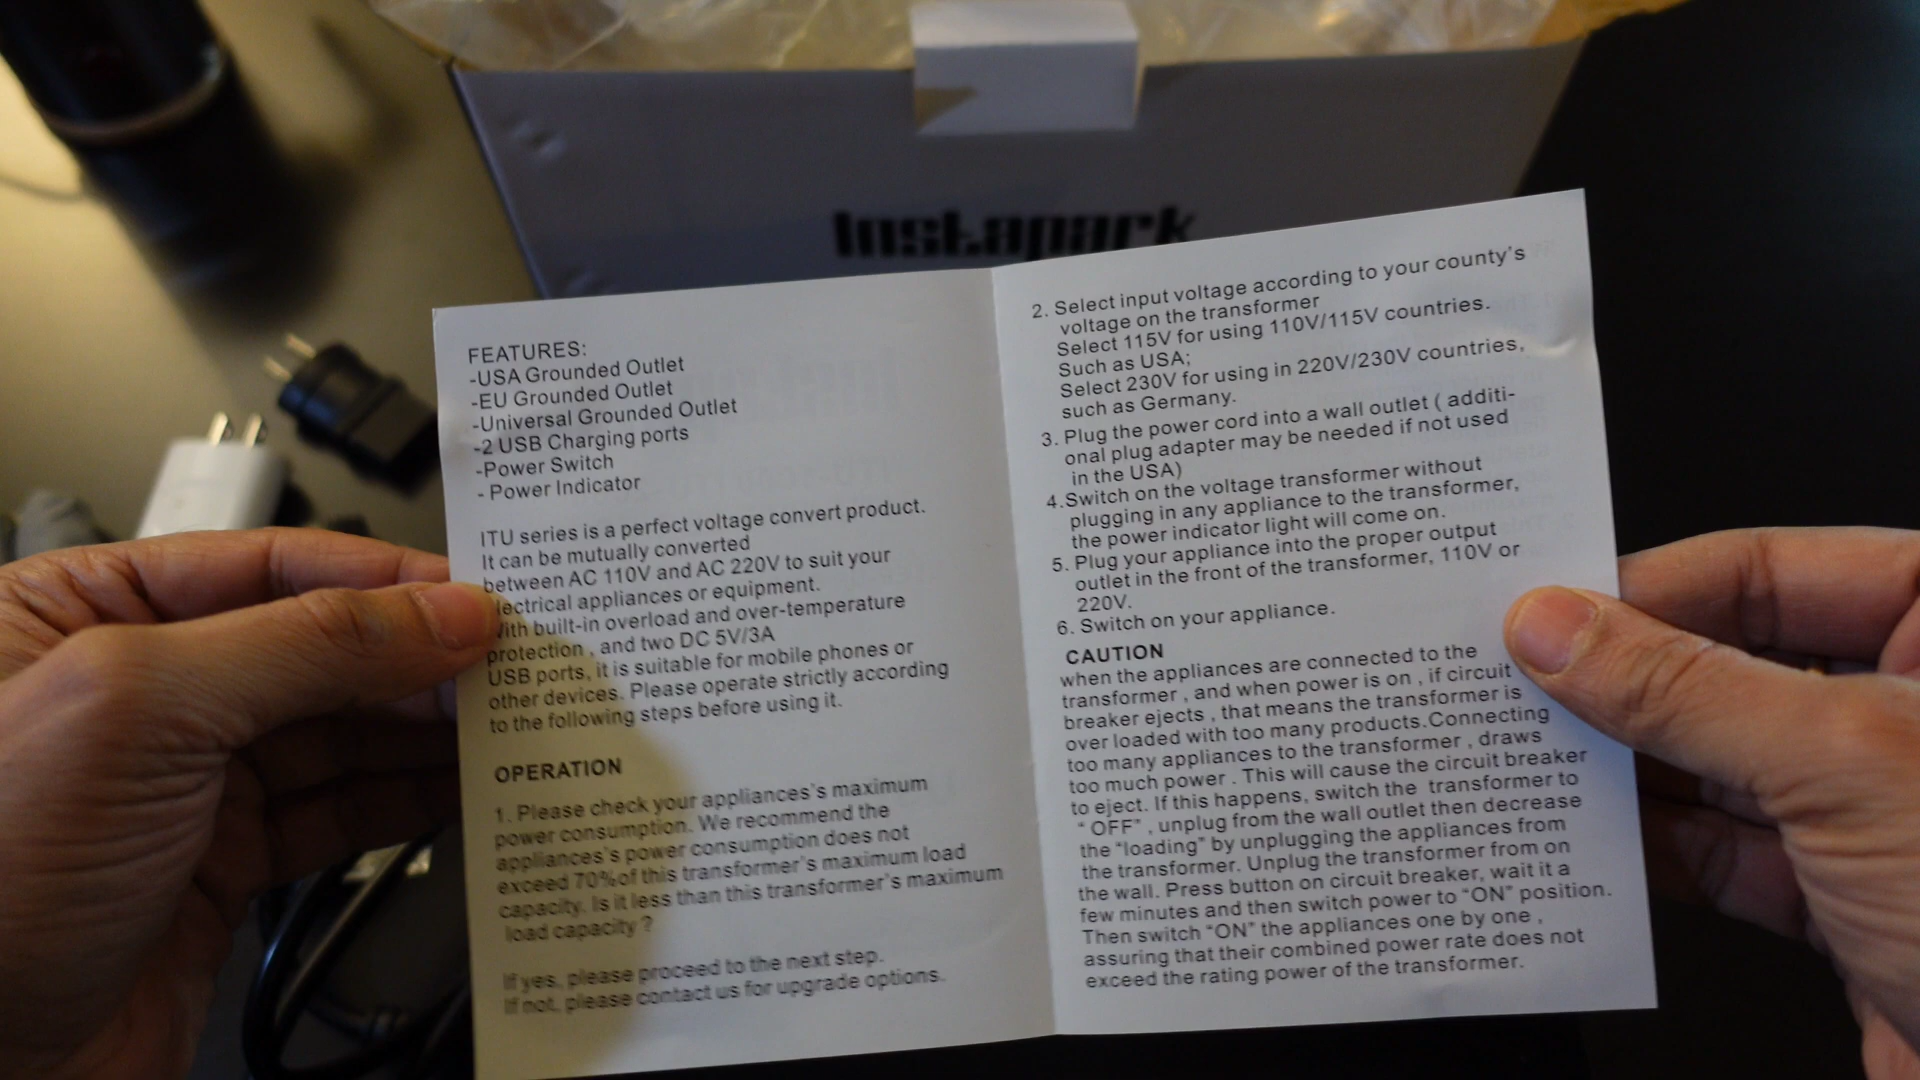 Instapark
FEATURES:
-USA Grounded Outlet
-EU Grounded Outlet
-Universal Grounded Outlet
-2 USB Charging ports
-Power Switch
- Power Indicator
ITU series is a perfect voltage convert product.
It can be mutually converted
between AC 110V and AC 220V to suit your
lectrical appliances or equipment.
ith built-in overload and over-temperature
protection , and two DC 5V/3A
USB ports, it is suitable for mobile phones or
other devices. Please operate strictly according
to the following steps before using it.
OPERATION
1. Please check your appliances's maximum
power consumption. We recommend the
appliances's power consumption does not
exceed 70%of this transformer's maximum load
capacity. Is it less than this transformer's maximum
load capacity ?
If yes, please proceed to the next step.
If not, please contact us for upgrade options.
2. Select input voltage according to your county's
voltage on the transformer
Select 115V for using 110V/115V countries.
Such as USA;
Select 230V for using in 220V/230V countries,
such as Germany.
3. Plug the power cord into a wall outlet ( additi-
onal plug adapter may be needed if not used
in the USA)
4.Switch on the voltage transformer without
plugging in any appliance to the transformer,
the power indicator light will come on.
5. Plug your appliance into the proper output
outlet in the front of the transformer, 110V or
220V.
6. Switch on your appliance.
CAUTION
when the appliances are connected to the
transformer , and when power is on , if circuit
breaker ejects , that means the transformer is
over loaded with too many products.Connecting
too many appliances to the transformer , draws
too much power . This will cause the circuit breaker
to eject. If this happens, switch the transformer to
“ OFF” , unplug from the wall outlet then decrease
the “loading” by unplugging the appliances from
the transformer. Unplug the transformer from on
the wall. Press button on circuit breaker, wait it a
few minutes and then switch power to “ON” position.
Then switch “ON” the appliances one by one ,
assuring that their combined power rate does not
exceed the rating power of the transformer.